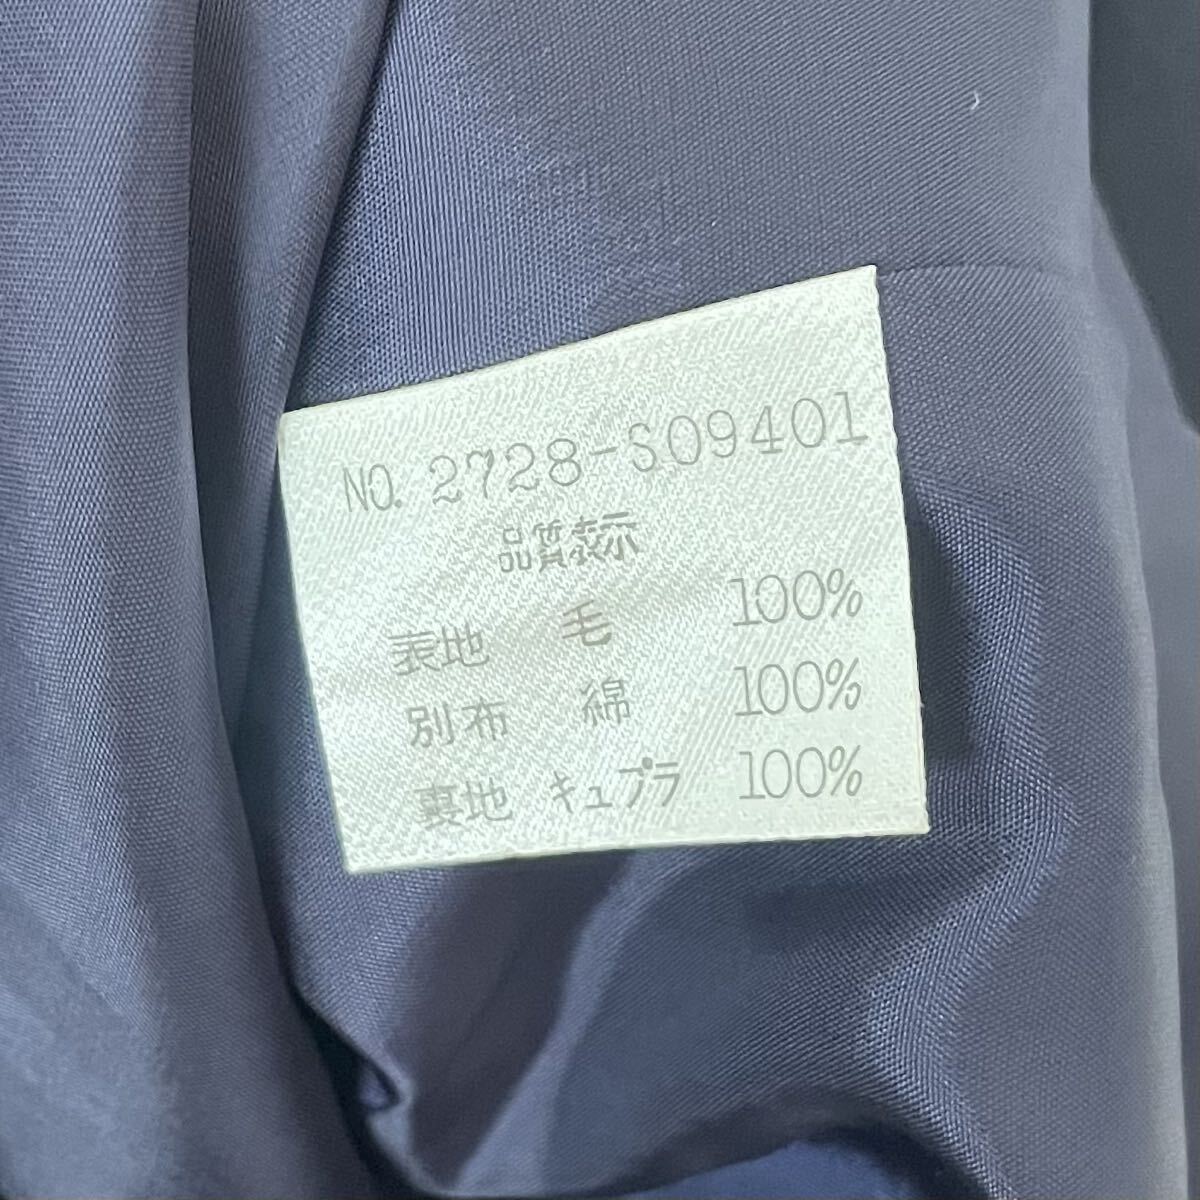 NO. 2728-S09401
品質表示
表地 毛 100%
別布 綿 100%
裏地 キュプラ 100%